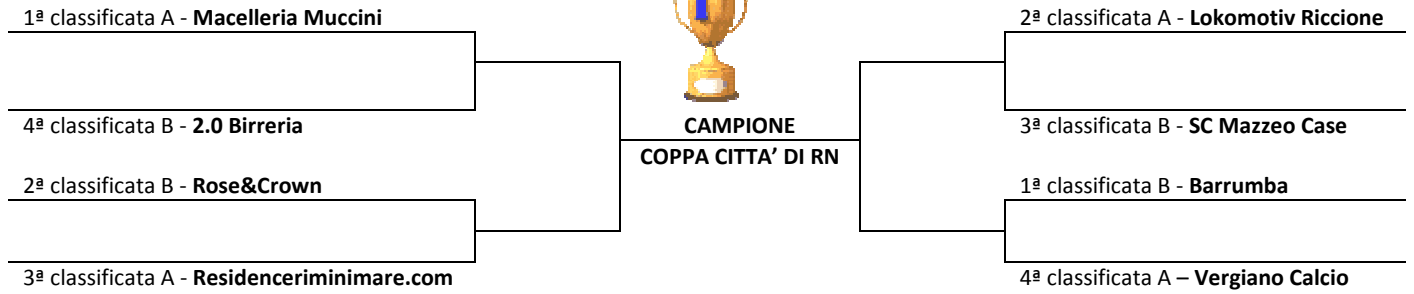 1ª classificata A - Macelleria Muccini
2ª classificata A - Lokomotiv Riccione
4ª classificata B - 2.0 Birreria
CAMPIONE
3ª classificata B - SC Mazzeo Case
COPPA CITTA’ DI RN
2ª classificata B - Rose&Crown
1ª classificata B - Barrumba
3ª classificata A - Residenceriminimare.com
4ª classificata A – Vergiano Calcio